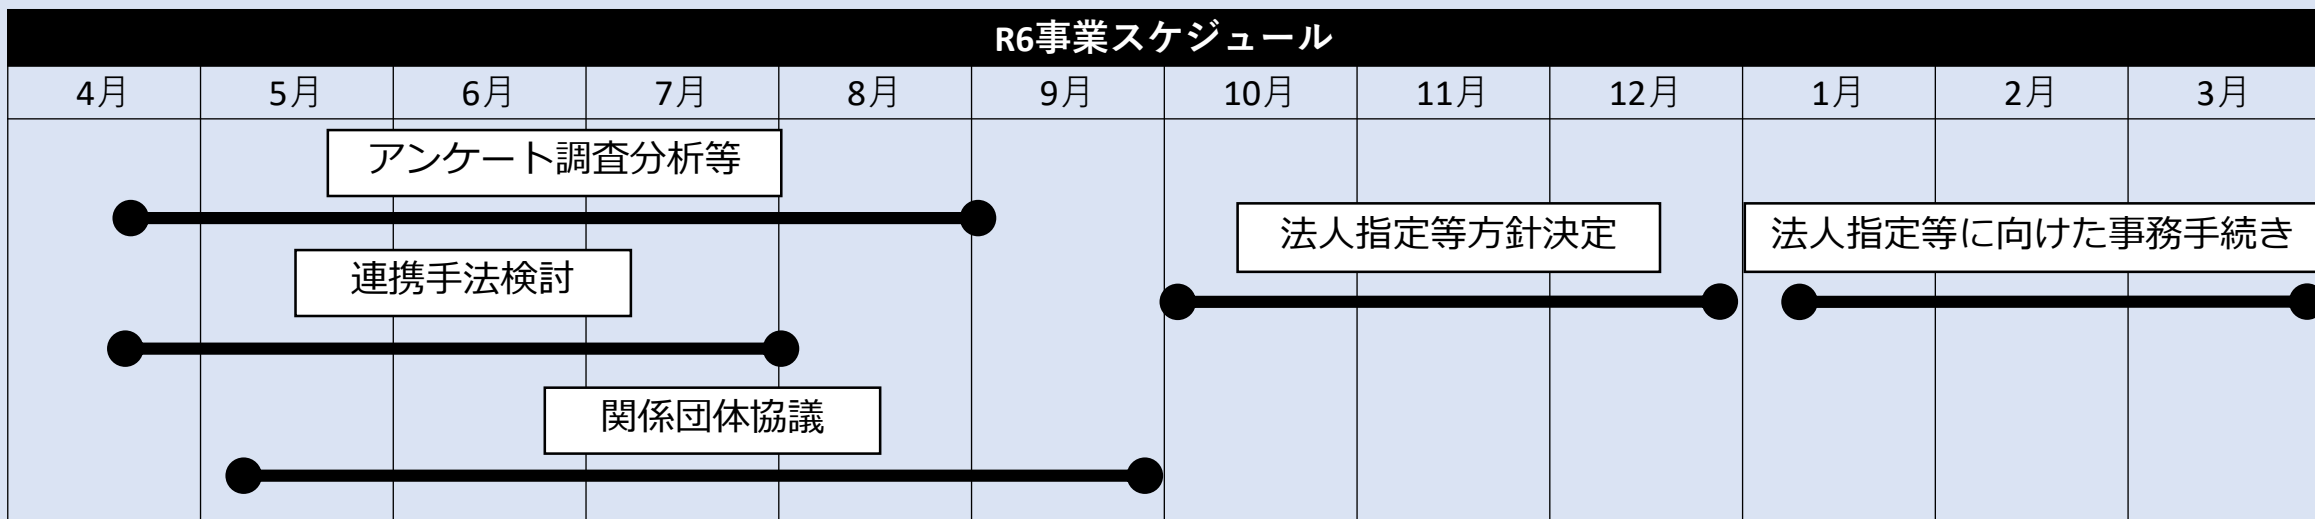 R6事業スケジュール
4月 5月 6月 7月 8月 9月 10月 11月 12月 1月 2月 3月
アンケート調査分析等
法人指定等方針決定 法人指定等に向けた事務手続き
連携手法検討
関係団体協議